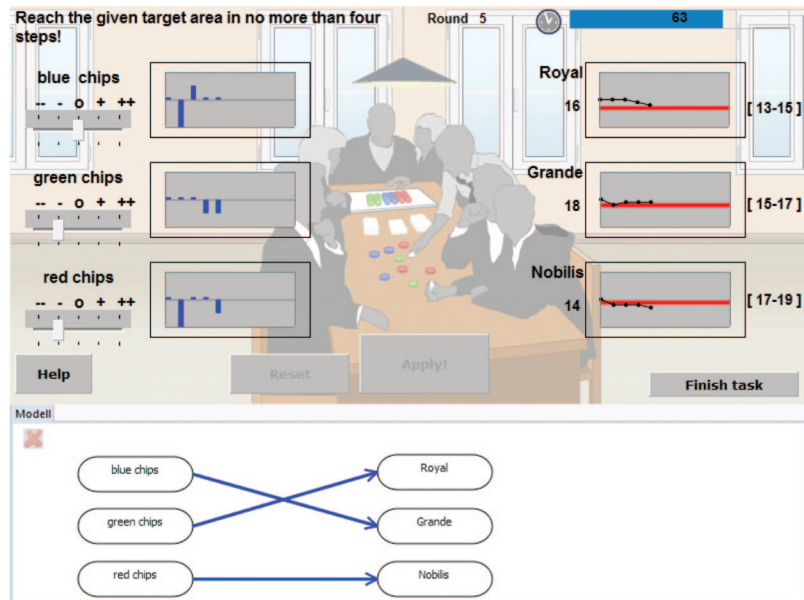 Reach the given target area in no more than four
steps!
Round 5
63
blue chips
-- - o + ++
green chips
-- - o + ++
red chips
-- - o + ++
Royal
16
[ 13-15 ]
Grande
18
[ 15-17 ]
Nobilis
14
[ 17-19 ]
Help
Reset
Apply!
Finish task
Modell
blue chips
Royal
green chips
Grande
red chips
Nobilis